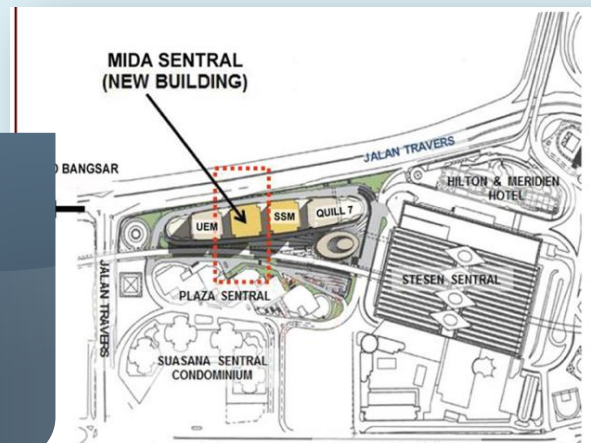 MIDA SENTRAL
(NEW BUILDING)
JALAN TRAVERS
BANGSAR
HILTON & MERIDIEN
HOTEL
UEM
SSM
QUILL 7
STESEN SENTRAL
PLAZA SENTRAL
JALAN TRAVERS
SUASANA SENTRAL
CONDOMINIUM